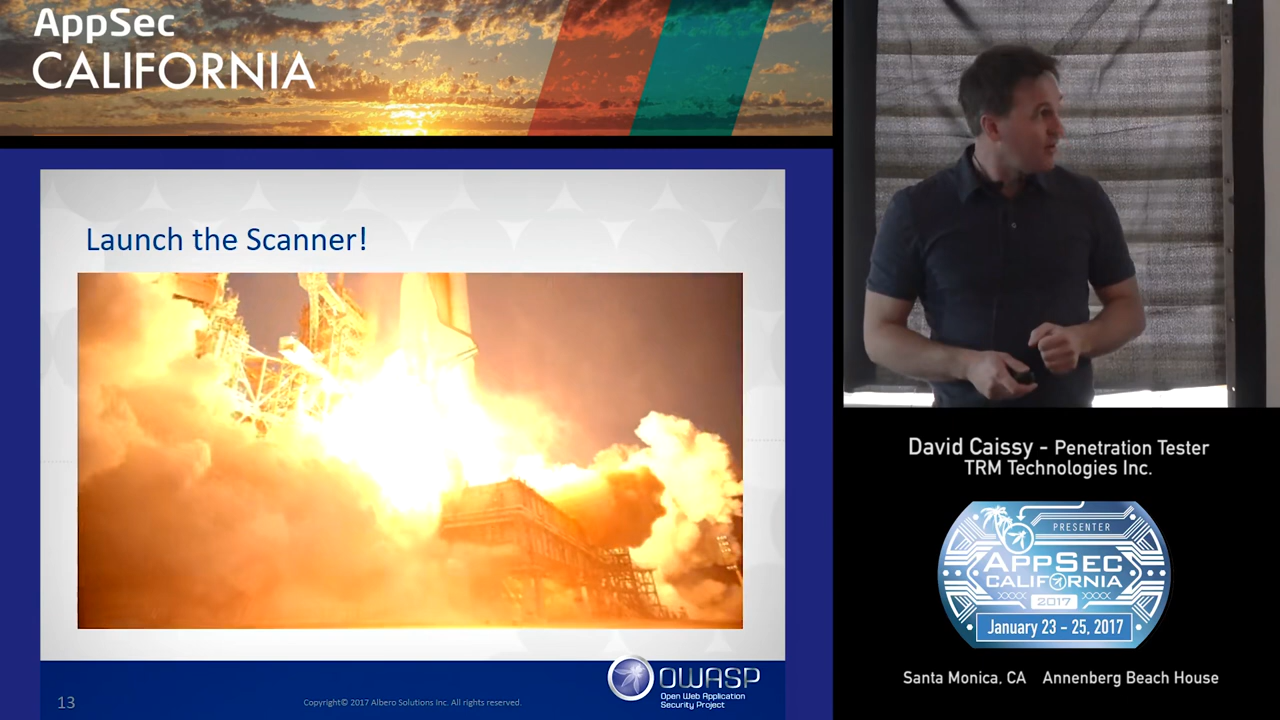 AppSec
CALIFORNIA
Launch the Scanner!
13
Copyright© 2017 Albero Solutions Inc. All rights reserved.
OWASP
Open Web Application
Security Project
David Caissy - Penetration Tester
TRM Technologies Inc.
PRESENTER
APPSEC
CALIFORNIA
2017
January 23 - 25, 2017
Santa Monica, CA Annenberg Beach House